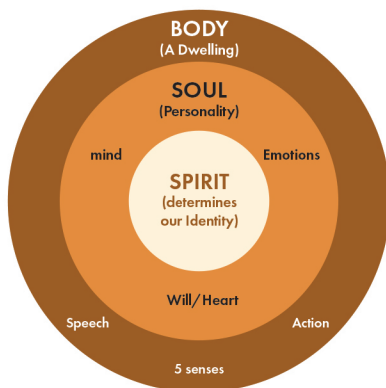 BODY
(A Dwelling)
SOUL
(Personality)
mind
Emotions
SPIRIT
(determines
our Identity)
Will/Heart
Speech
Action
5 senses